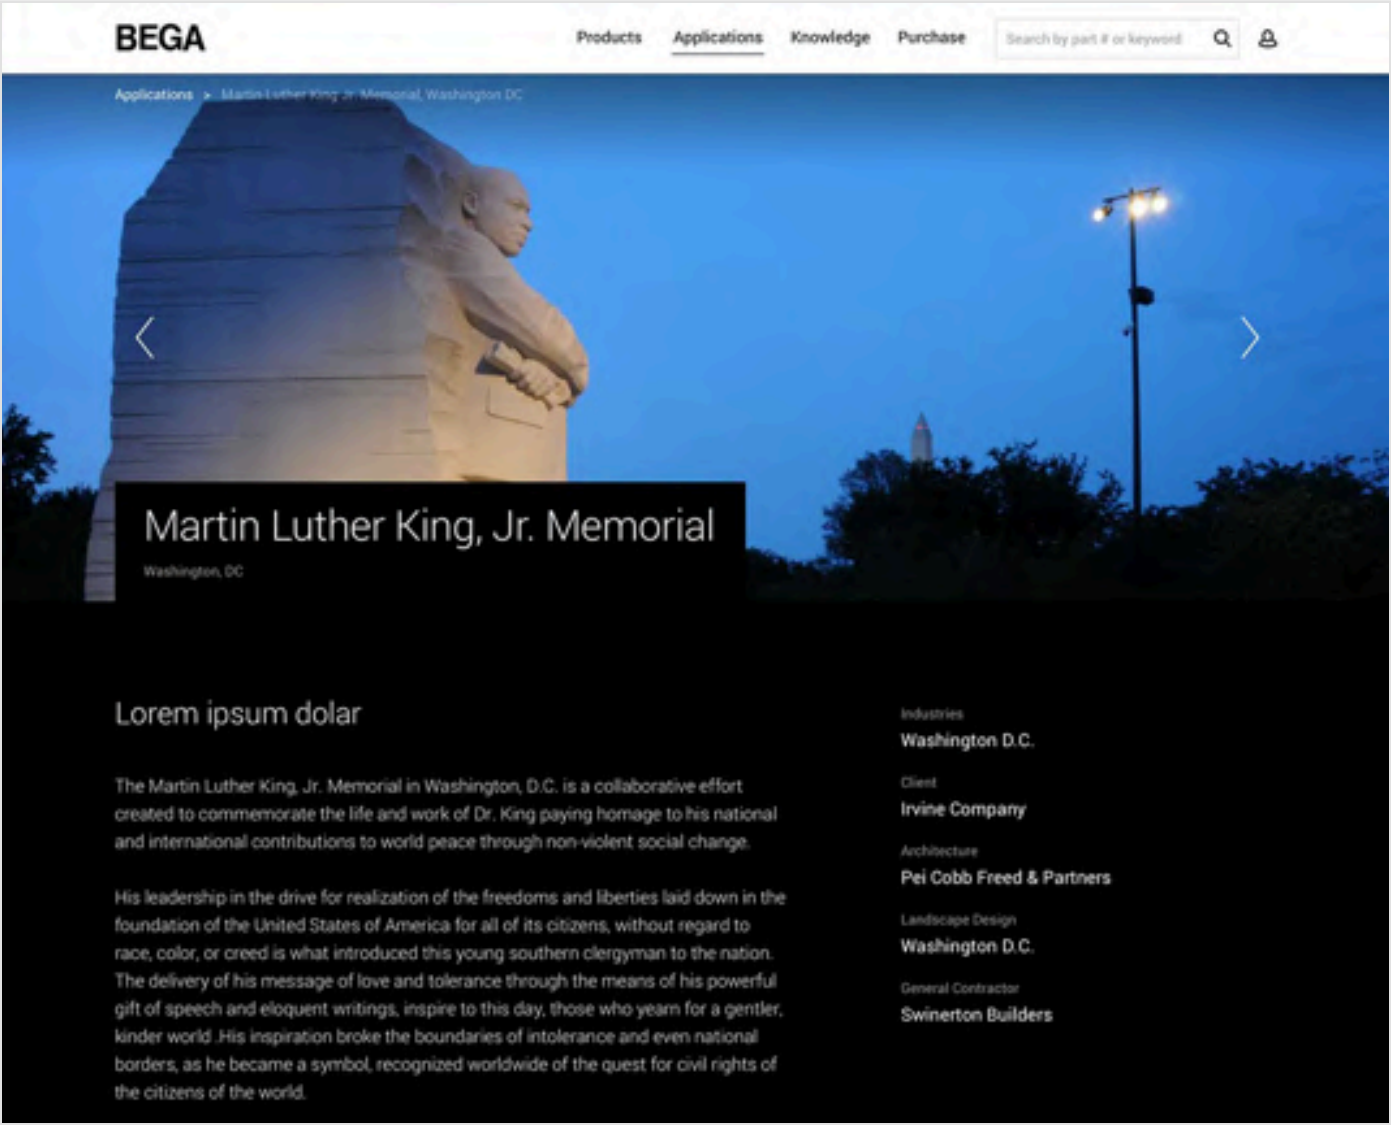 BEGA
Products Applications Knowledge Purchase Search by part # or keyword
Applications > Martin Luther King Jr. Memorial, Washington DC
Martin Luther King, Jr. Memorial
Washington, DC
Lorem ipsum dolar
The Martin Luther King, Jr. Memorial in Washington, D.C. is a collaborative effort
created to commemorate the life and work of Dr. King paying homage to his national
and international contributions to world peace through non-violent social change.
His leadership in the drive for realization of the freedoms and liberties laid down in the
foundation of the United States of America for all of its citizens, without regard to
race, color, or creed is what introduced this young southern clergyman to the nation.
The delivery of his message of love and tolerance through the means of his powerful
gift of speech and eloquent writings, inspire to this day, those who yearn for a gentler,
kinder world .His inspiration broke the boundaries of intolerance and even national
borders, as he became a symbol, recognized worldwide of the quest for civil rights of
the citizens of the world.
Industries
Washington D.C.
Client
Irvine Company
Architecture
Pei Cobb Freed & Partners
Landscape Design
Washington D.C.
General Contractor
Swinerton Builders